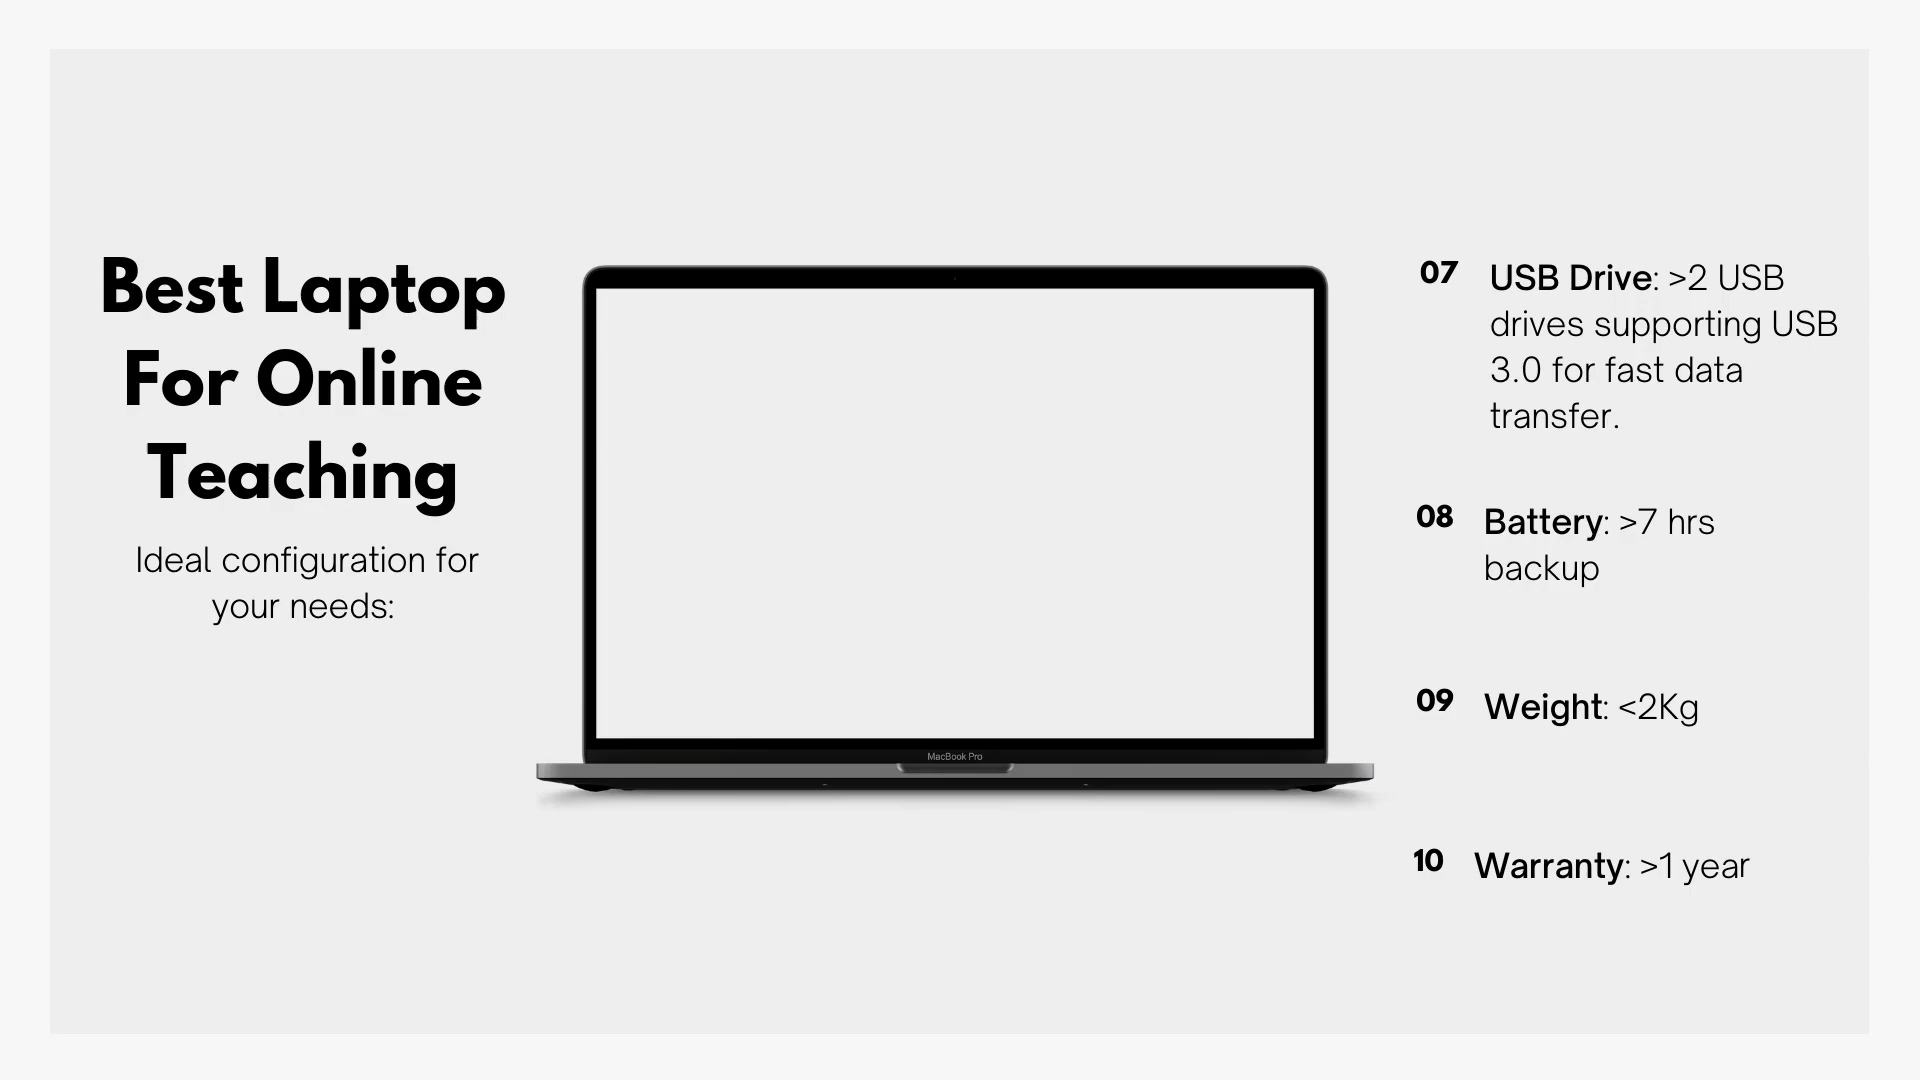 Best Laptop
For Online
Teaching
Ideal configuration for
your needs:
MacBook Pro
07
USB Drive: >2 USB
drives supporting USB
3.0 for fast data
transfer.
08
Battery: >7 hrs
backup
09
Weight: <2Kg
10
Warranty: >1 year